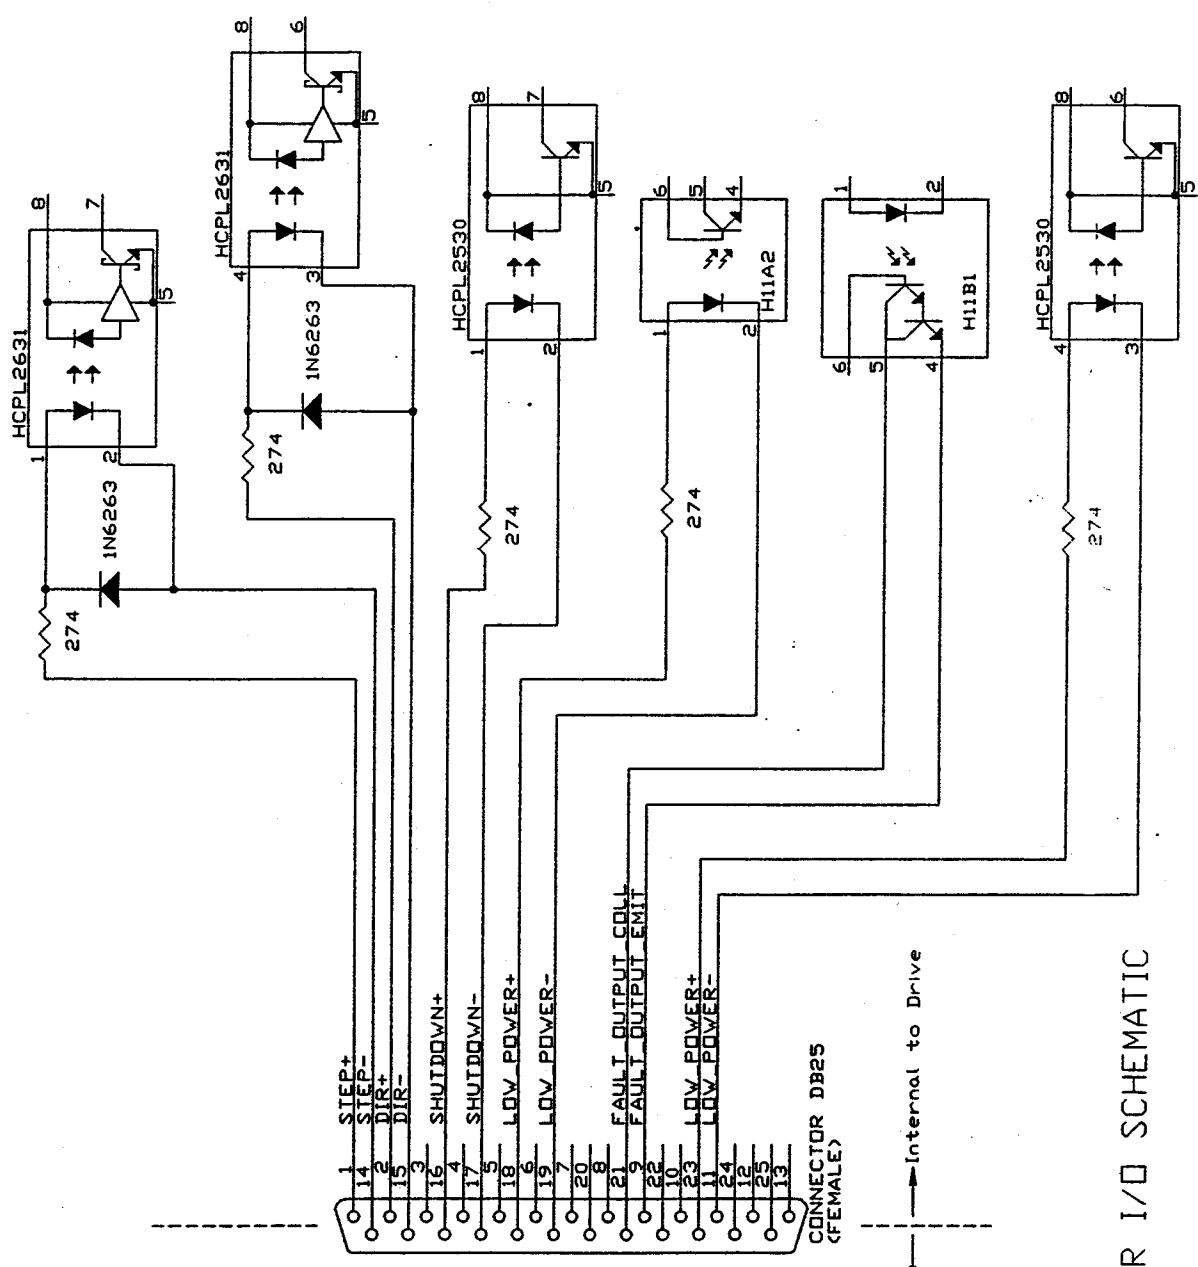 HCPL2631
8
7
5
1
2
1N6263
274
HCPL2631
8
6
5
4
3
1N6263
274
HCPL2530
8
7
5
1
2
274
H11A2
6
5
4
1
2
274
H11B1
1
2
6
5
4
HCPL2530
8
6
5
4
3
274
STEP+
STEP-
DIR+
DIR-
SHUTDOWN+
SHUTDOWN-
LOW POWER+
LOW POWER-
FAULT OUTPUT COLL
FAULT OUTPUT EMIT
LOW POWER+
LOW POWER-
1
14
2
15
3
16
4
17
5
18
6
19
7
20
8
21
9
22
10
23
11
24
12
25
13
CONNECTOR DB25
(FEMALE)
Internal to Drive
R I/O SCHEMATIC